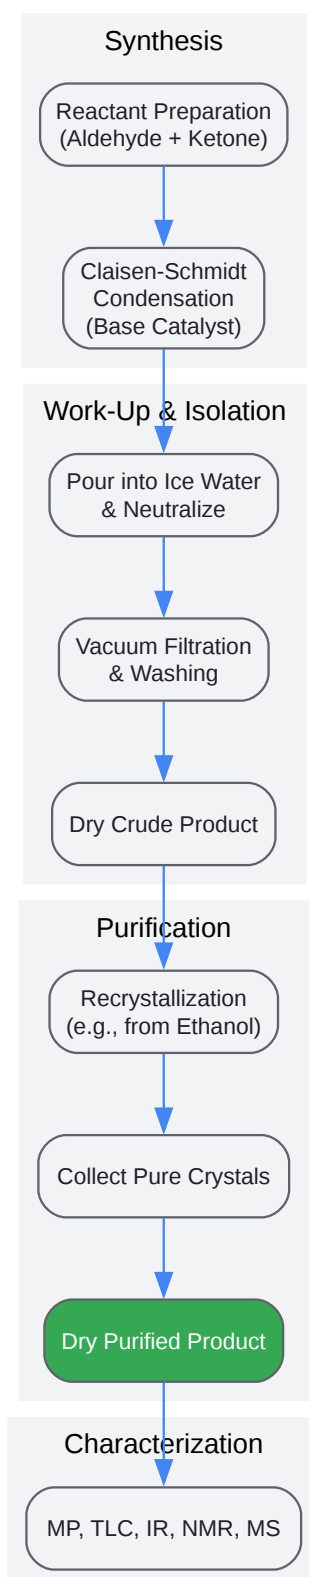 Synthesis
Reactant Preparation
(Aldehyde + Ketone)
Claisen-Schmidt
Condensation
(Base Catalyst)
Work-Up & Isolation
Pour into Ice Water
& Neutralize
Vacuum Filtration
& Washing
Dry Crude Product
Purification
Recrystallization
(e.g., from Ethanol)
Collect Pure Crystals
Dry Purified Product
Characterization
MP, TLC, IR, NMR, MS